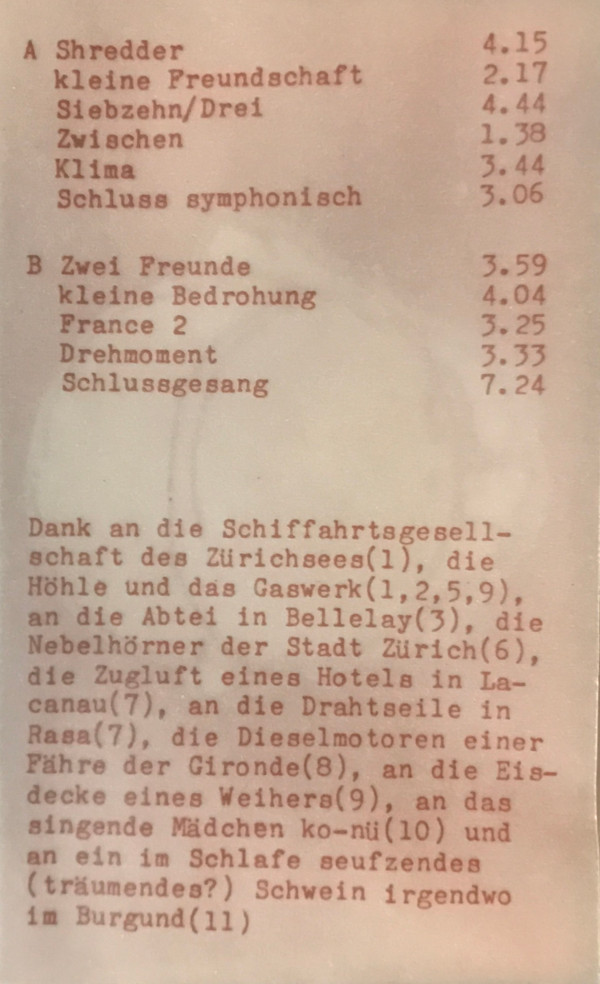 A Shredder 4.15
kleine Freundschaft 2.17
Siebzehn/Drei 4.44
Zwischen 1.38
Klima 3.44
Schluss symphonisch 3.06
B Zwei Freunde 3.59
kleine Bedrohung 4.04
France 2 3.25
Drehmoment 3.33
Schlussgesang 7.24
Dank an die Schiffahrtsgesell-
schaft des Zürichsees(1), die
Höhle und das Gaswerk(1,2,5,9),
an die Abtei in Bellelay(3), die
Nebelhörner der Stadt Zürich(6),
die Zugluft eines Hotels in La-
canau(7), an die Drahtseile in
Rasa(7), die Dieselmotoren einer
Fähre der Gironde(8), an die Eis-
decke eines Weihers(9), an das
singende Mädchen ko-nü(10) und
an ein im Schlafe seufzendes
(träumendes?) Schwein irgendwo
im Burgund(11)